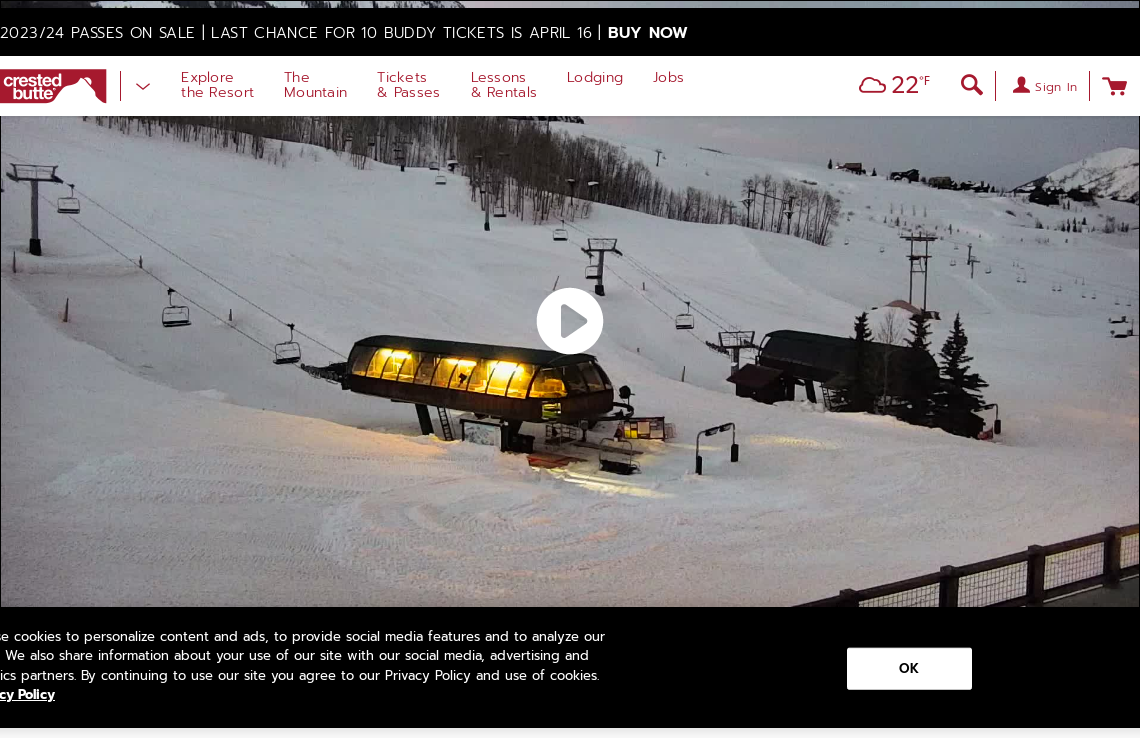 2023/24 PASSES ON SALE | LAST CHANCE FOR 10 BUDDY TICKETS IS APRIL 16 | BUY NOW
crested butte
Explore
the Resort
The
Mountain
Tickets
& Passes
Lessons
& Rentals
Lodging
Jobs
22°F
Sign In
se cookies to personalize content and ads, to provide social media features and to analyze our
We also share information about your use of our site with our social media, advertising and
ics partners. By continuing to use our site you agree to our Privacy Policy and use of cookies.
cy Policy
OK